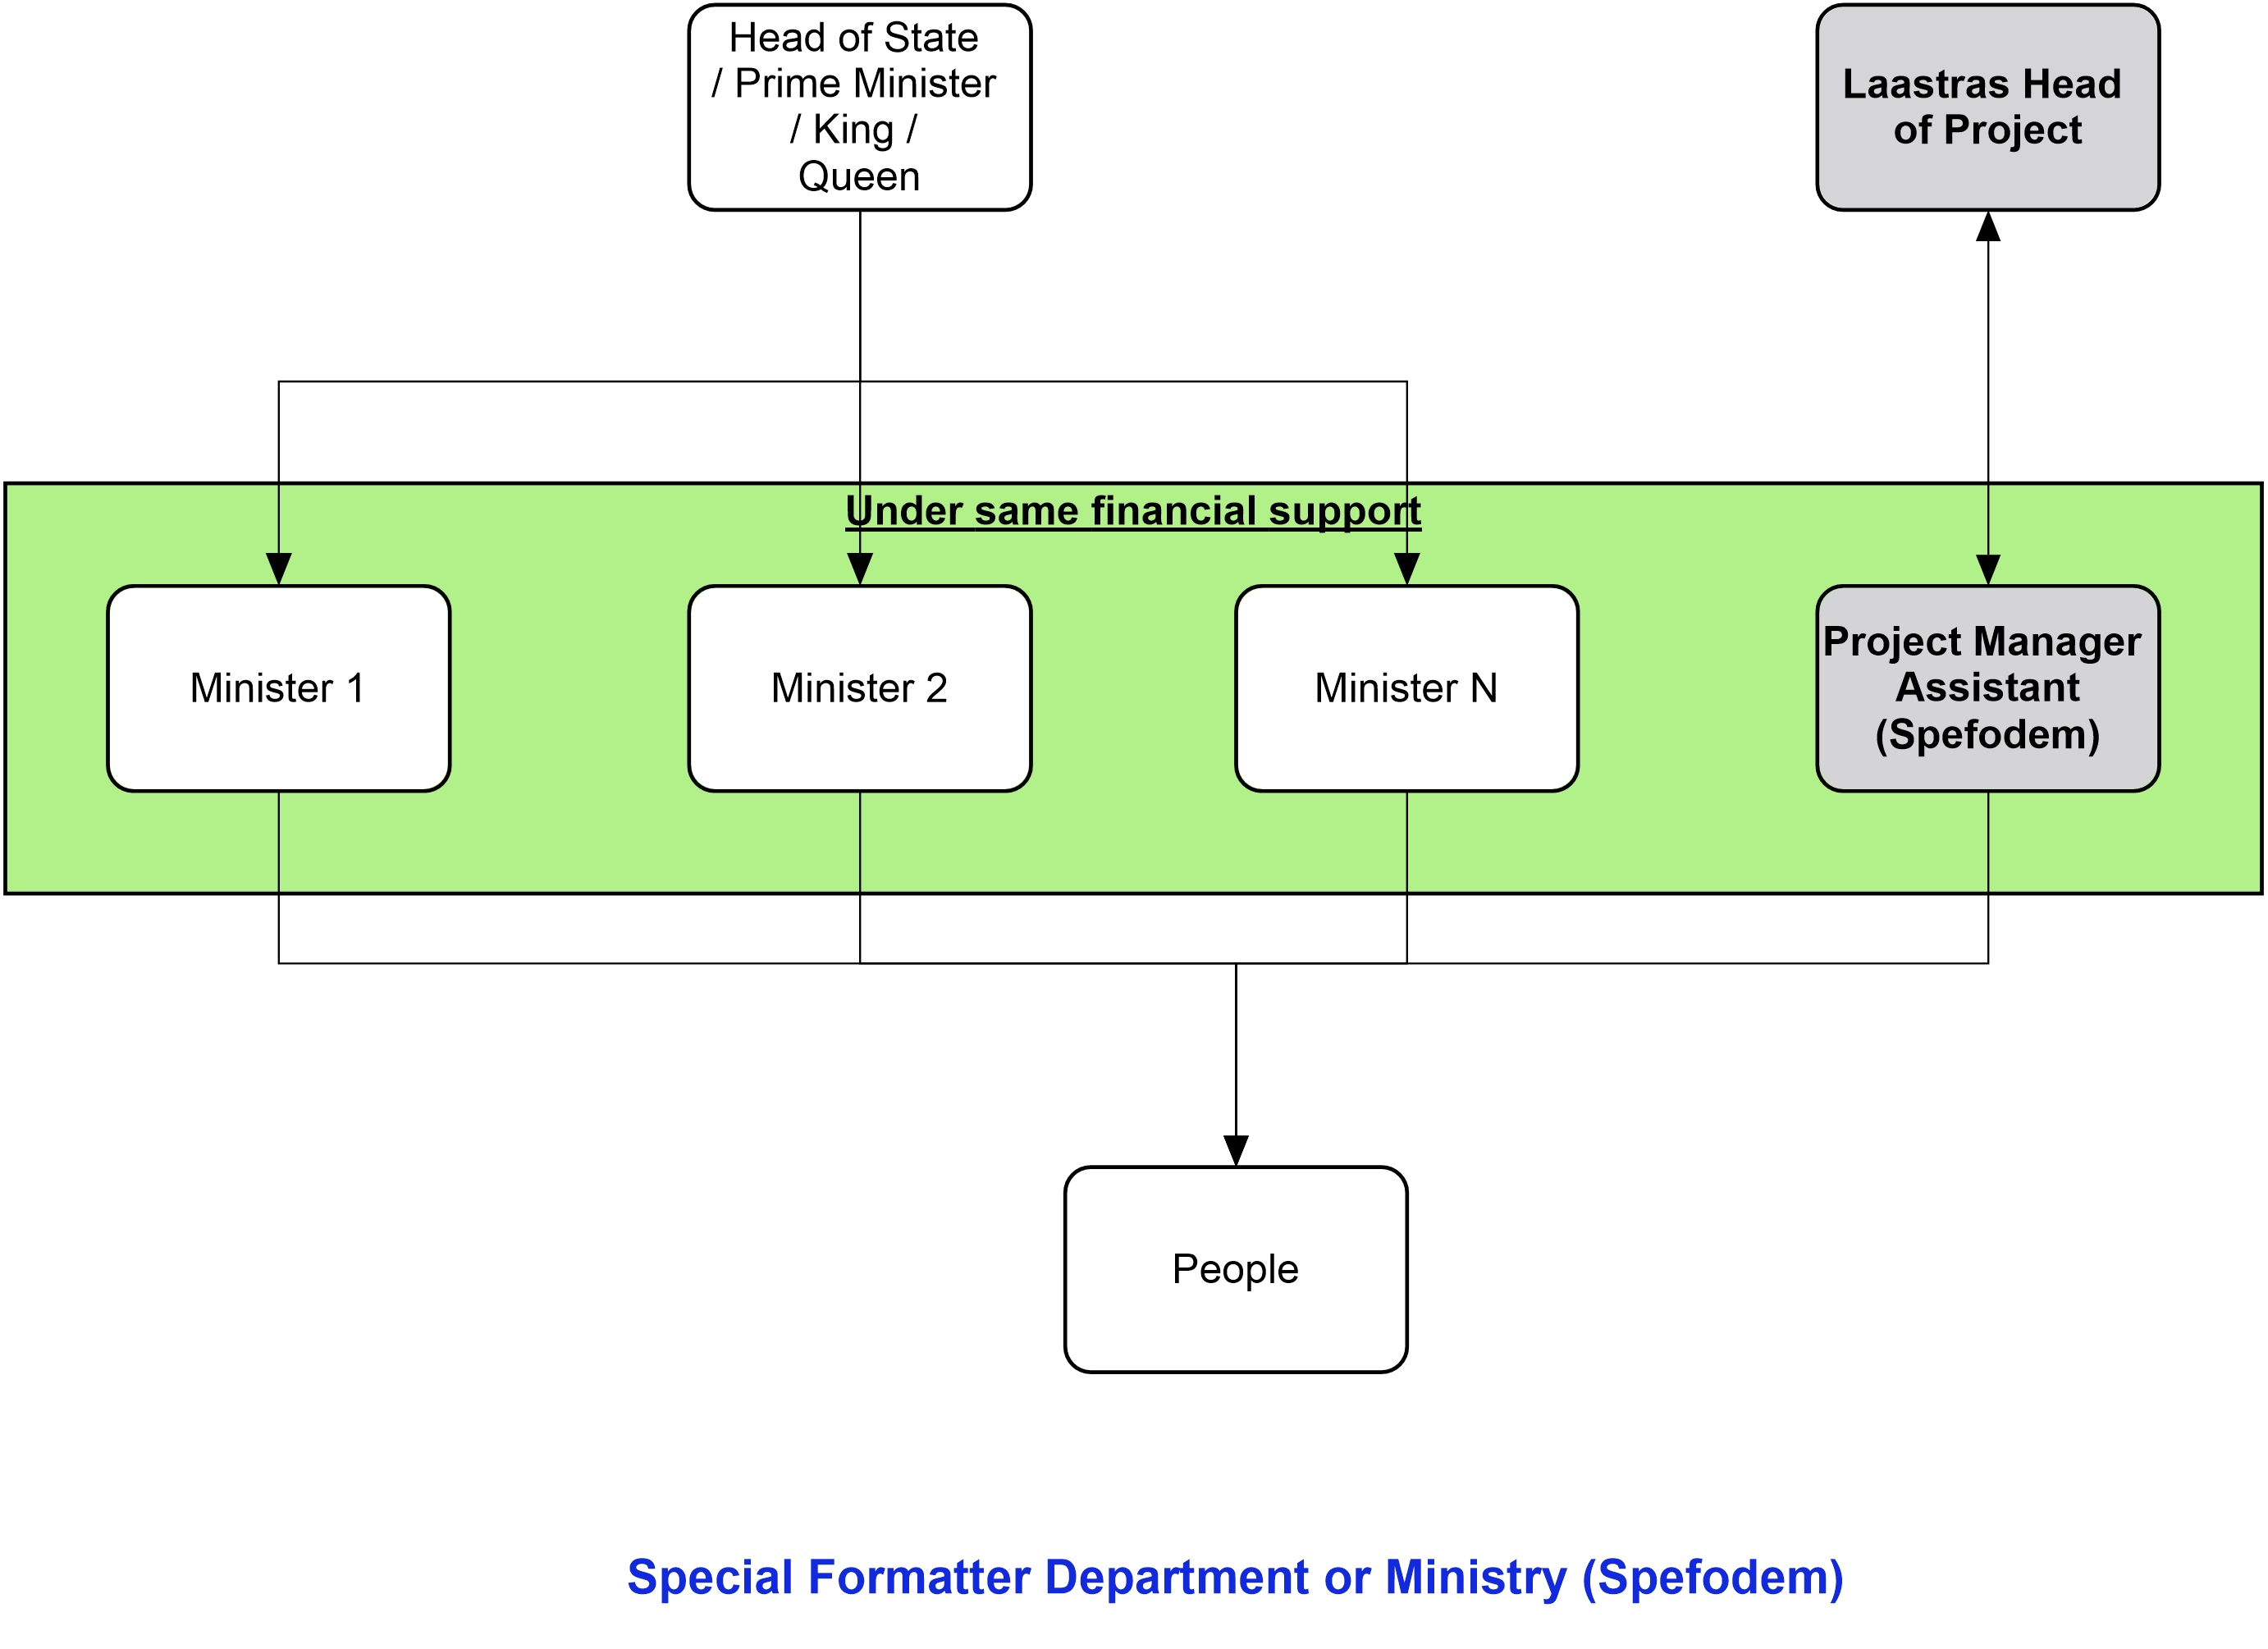 Head of State
/ Prime Minister
/ King /
Queen
Laastras Head
of Project
Under same financial support
Minister 1
Minister 2
Minister N
Project Manager
Assistant
(Spefodem)
People
Special Formatter Department or Ministry (Spefodem)